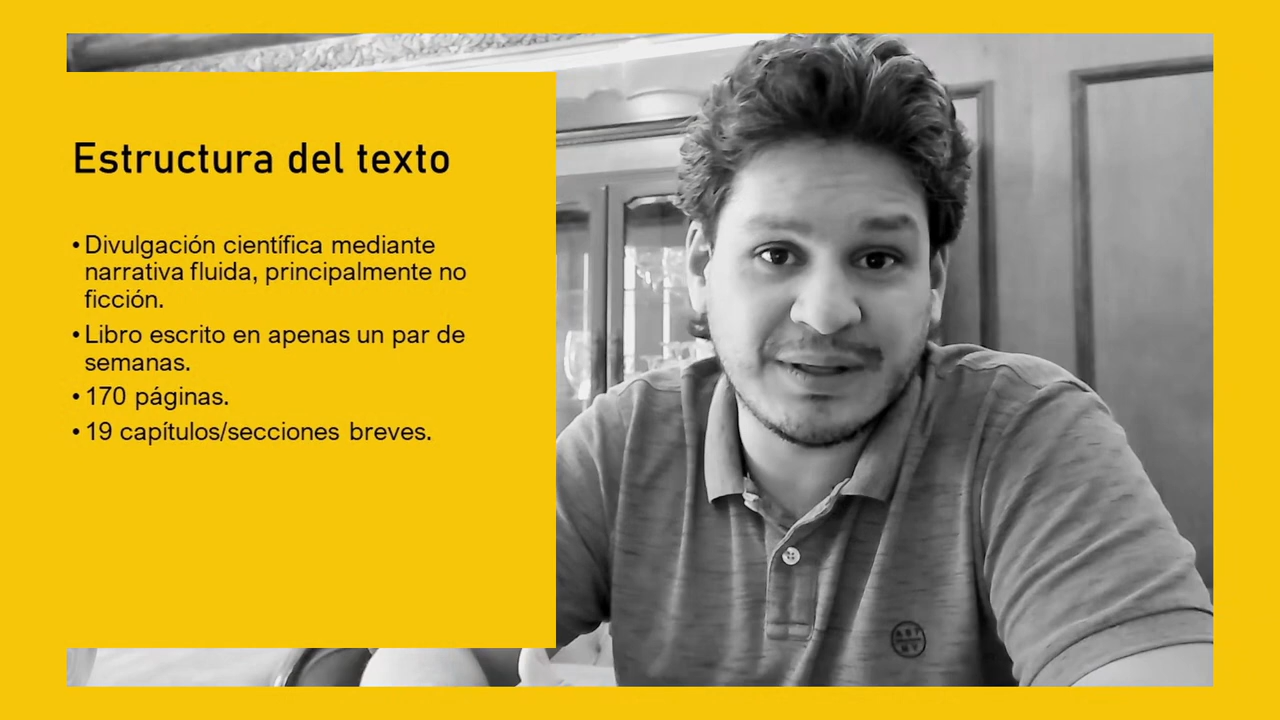 Estructura del texto
• Divulgación científica mediante
narrativa fluida, principalmente no
ficción.
• Libro escrito en apenas un par de
semanas.
• 170 páginas.
• 19 capítulos/secciones breves.